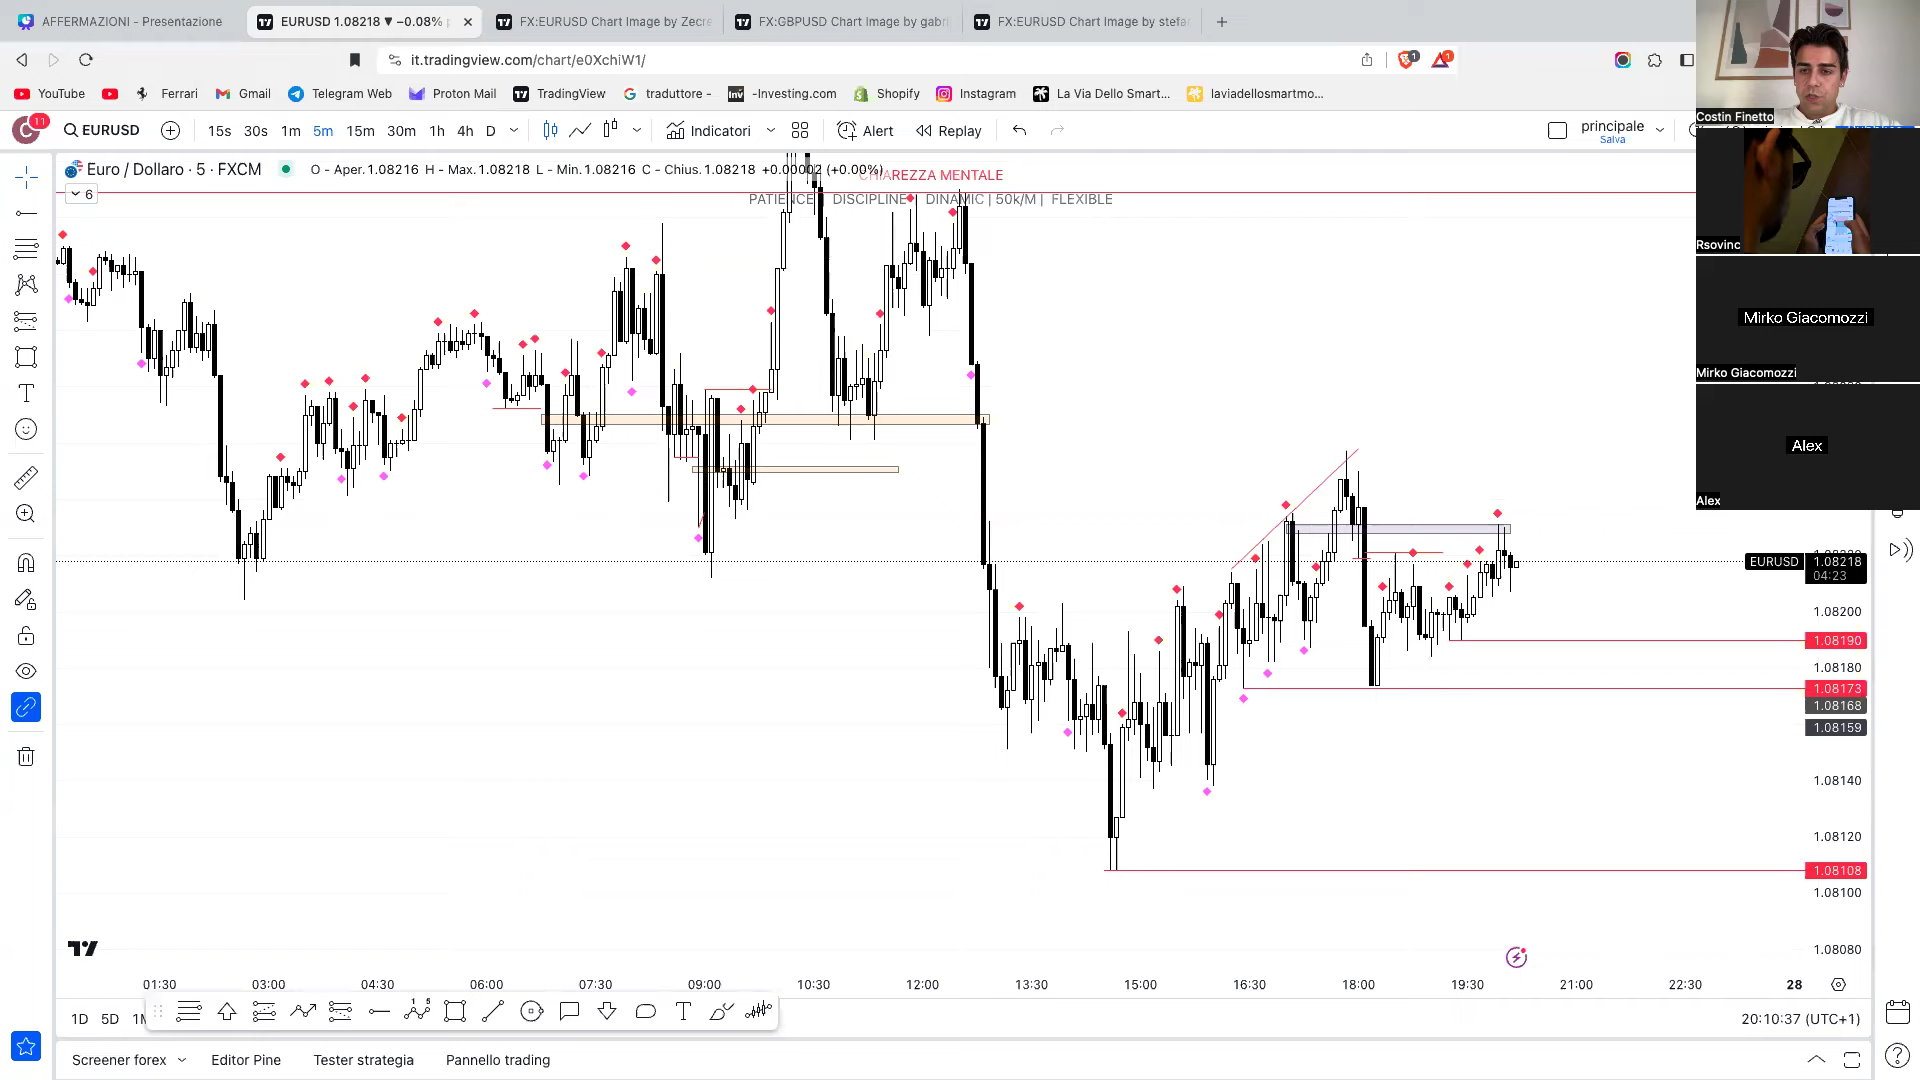 AFFERMAZIONI - Presentazione
EURUSD 1.08218 ▼ −0.08%
FX:EURUSD Chart Image by Zecre
FX:GBPUSD Chart Image by gabri
FX:EURUSD Chart Image by stefa
it.tradingview.com/chart/e0XchiW1/
1
1
YouTube
Ferrari
Gmail
Telegram Web
Proton Mail
TradingView
traduttore -
-Investing.com
Shopify
Instagram
La Via Dello Smart...
laviadellosmartmo...
C
11
EURUSD
15s 30s 1m 5m 15m 30m 1h 4h D
Indicatori
Alert
Replay
principale
Salva
Euro / Dollaro · 5 · FXCM
O - Aper. 1.08216 H - Max. 1.08218 L - Min. 1.08216 C - Chius. 1.08218 +0.00002 (+0.00%)
6
CHIAREZZA MENTALE
PATIENCE | DISCIPLINE | DINAMIC | 50k/M | FLEXIBLE
Costin Finetto
Rsovinc
Mirko Giacomozzi
Mirko Giacomozzi
Alex
Alex
EURUSD
1.08218
04:23
1.08200
1.08190
1.08180
1.08173
1.08168
1.08159
1.08140
1.08120
1.08108
1.08100
1.08080
01:30 03:00 04:30 06:00 07:30 09:00 10:30 12:00 13:30 15:00 16:30 18:00 19:30 21:00 22:30 28
1D 5D
20:10:37 (UTC+1)
Screener forex
Editor Pine
Tester strategia
Pannello trading